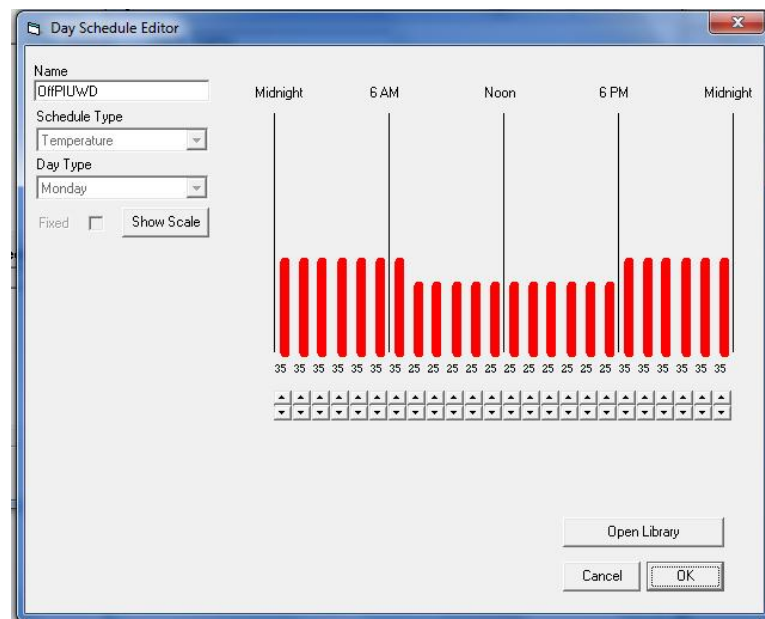 Day Schedule Editor
Name
OffPIUWD
Schedule Type
Temperature
Day Type
Monday
Fixed Show Scale
Midnight 6 AM Noon 6 PM Midnight
35 35 35 35 35 35 35 25 25 25 25 25 25 25 25 25 25 25 35 35 35 35 35 35
Open Library
Cancel OK